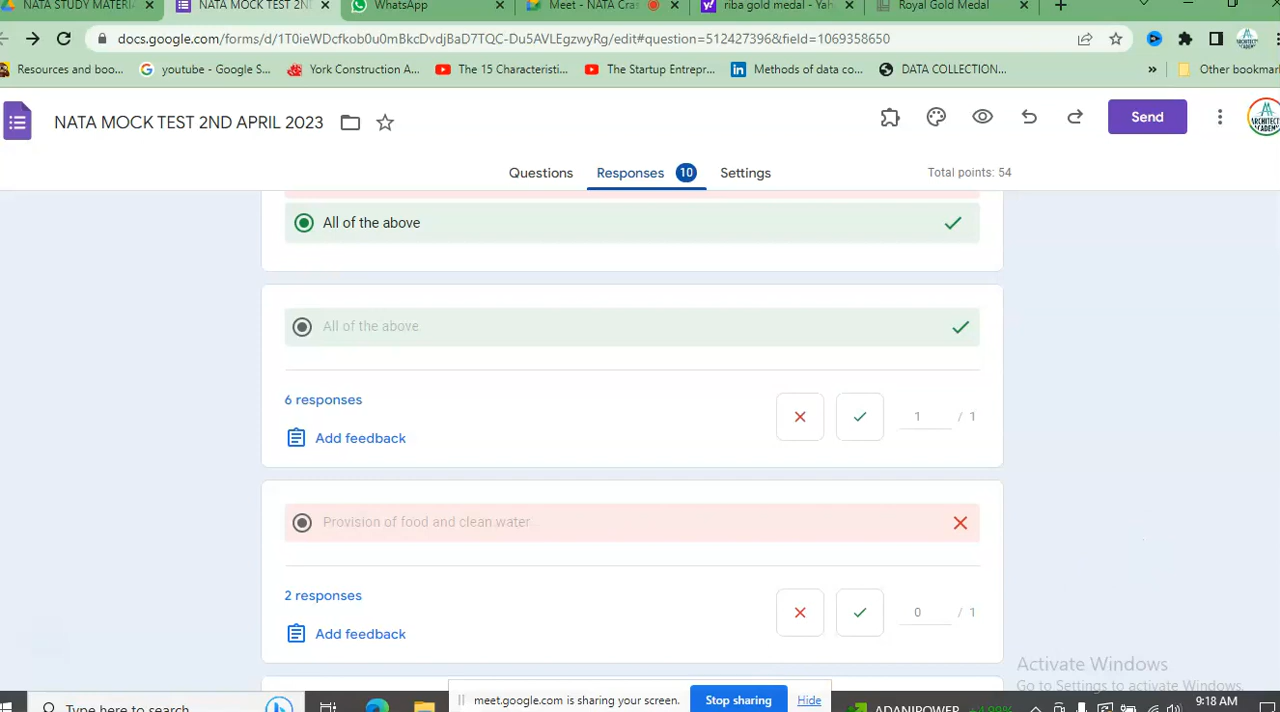 NATA STUDY MATERI
NATA MOCK TEST 2N
WhatsApp
Meet - NATA Cras
riba gold medal - Yah
Royal Gold Medal
docs.google.com/forms/d/1T0ieWDcfkob0u0mBkcDvdjBaD7TQC-Du5AVLEgzwyRg/edit#question=512427396&field=1069358650
Resources and boo...
youtube - Google S...
York Construction A...
The 15 Characteristi...
The Startup Entrepr...
Methods of data co...
DATA COLLECTION...
»
Other bookmar
NATA MOCK TEST 2ND APRIL 2023
Send
Questions
Responses
10
Settings
Total points: 54
All of the above
All of the above
6 responses
1 / 1
Add feedback
Provision of food and clean water
2 responses
0 / 1
Add feedback
Activate Windows
Go to Settings to activate Windows.
meet.google.com is sharing your screen.
Stop sharing
Hide
Type here to search
ADANIPOWER +4.99%
9:18 AM